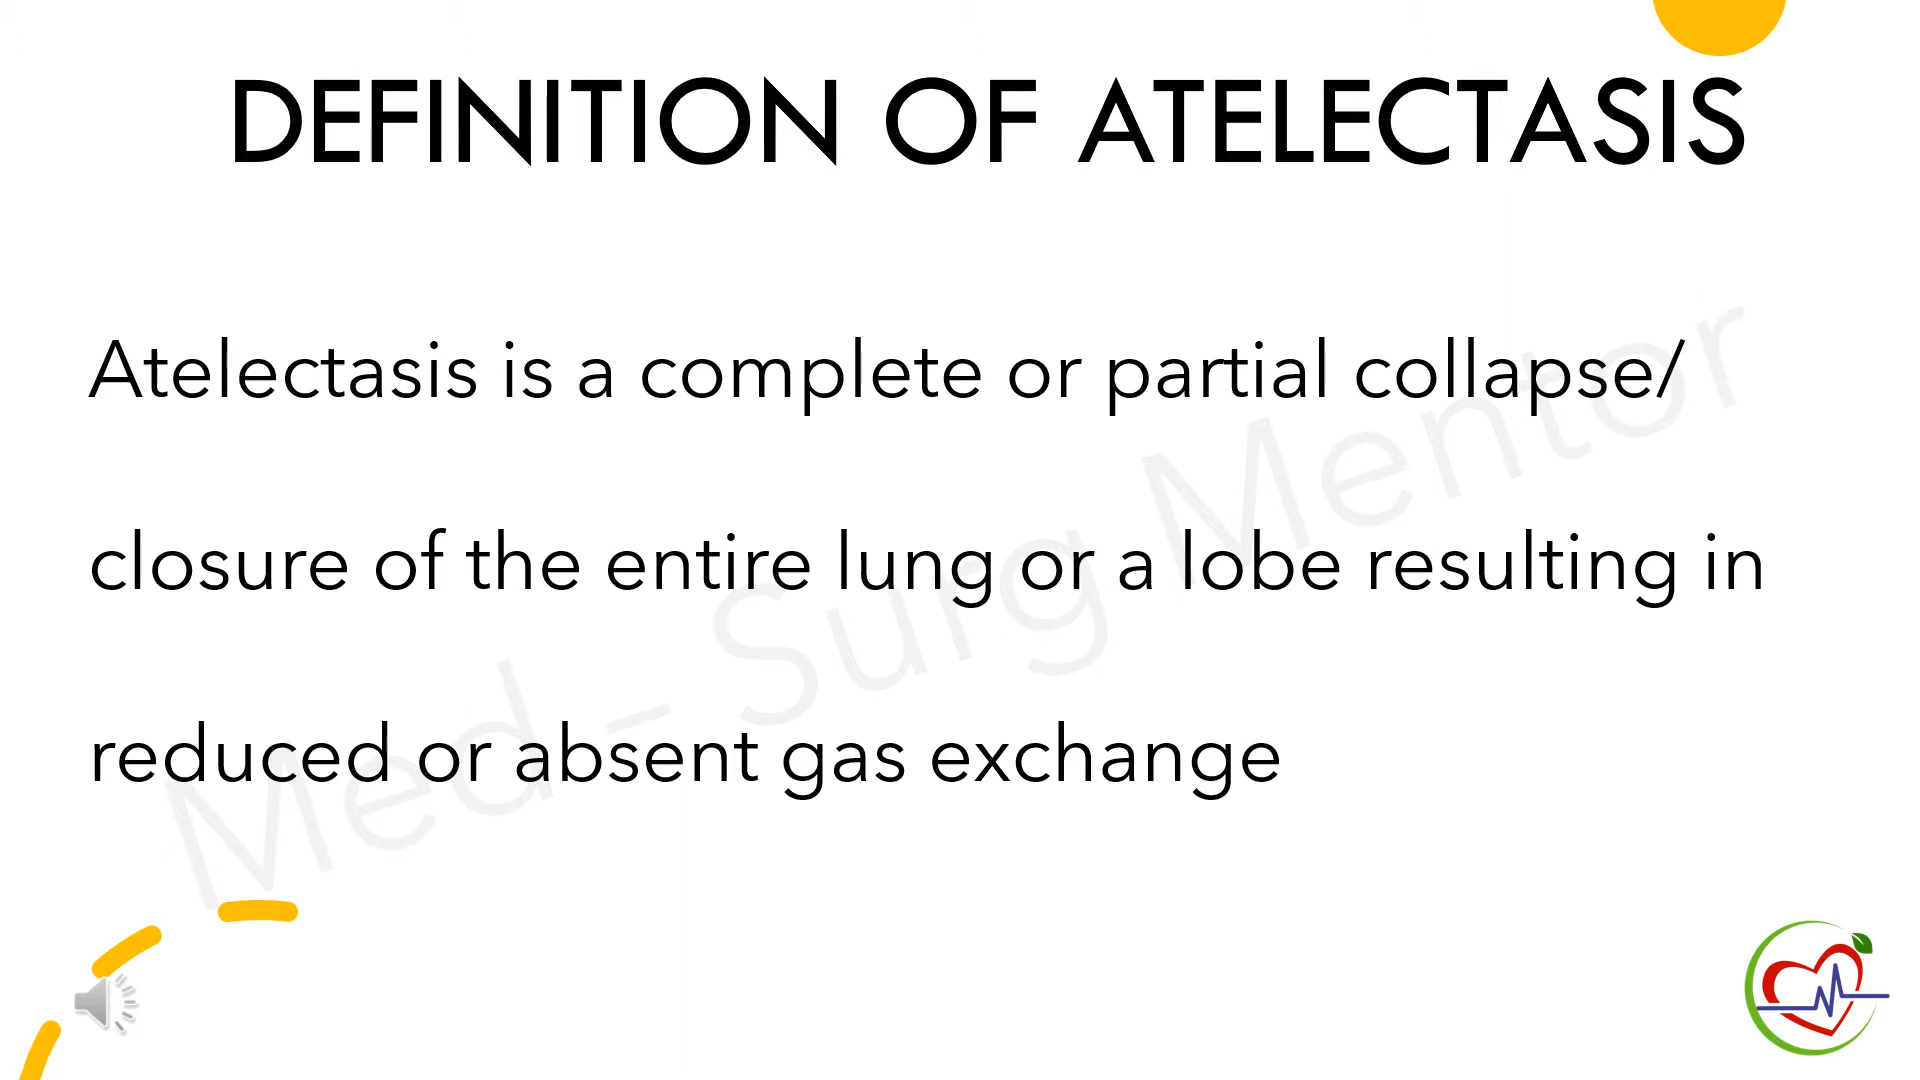 DEFINITION OF ATELECTASIS
Atelectasis is a complete or partial collapse/
closure of the entire lung or a lobe resulting in
reduced or absent gas exchange
Med - Surg Mentor